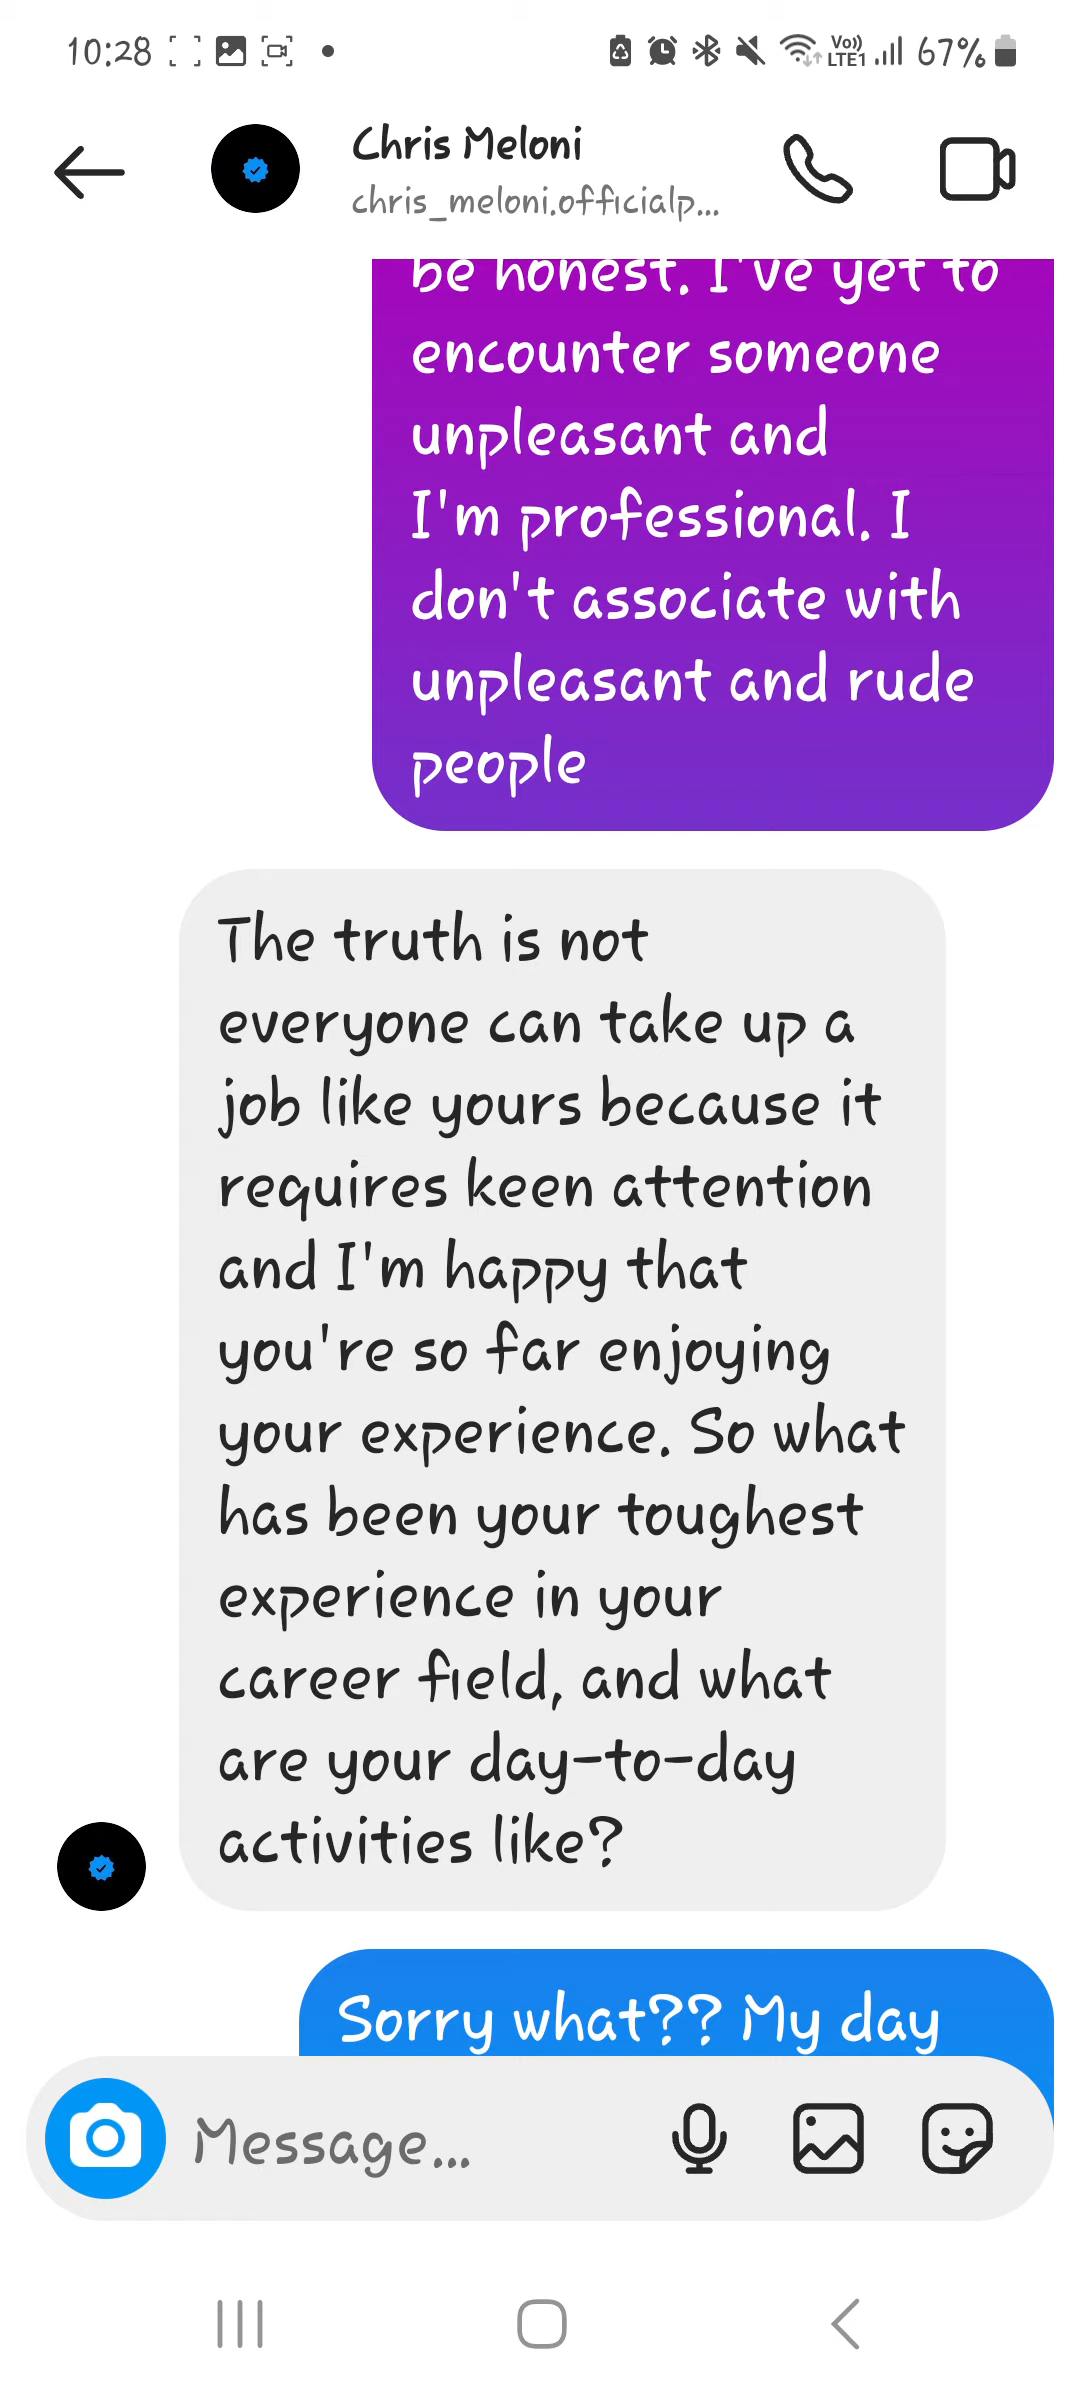 10:28
Vo))
LTE1
67%
Chris Meloni
chris_meloni.officialp...
be honest. I've yet to
encounter someone
unpleasant and
I'm professional. I
don't associate with
unpleasant and rude
people
The truth is not
everyone can take up a
job like yours because it
requires keen attention
and I'm happy that
you're so far enjoying
your experience. So what
has been your toughest
experience in your
career field, and what
are your day-to-day
activities like?
Sorry what?? My day
Message...